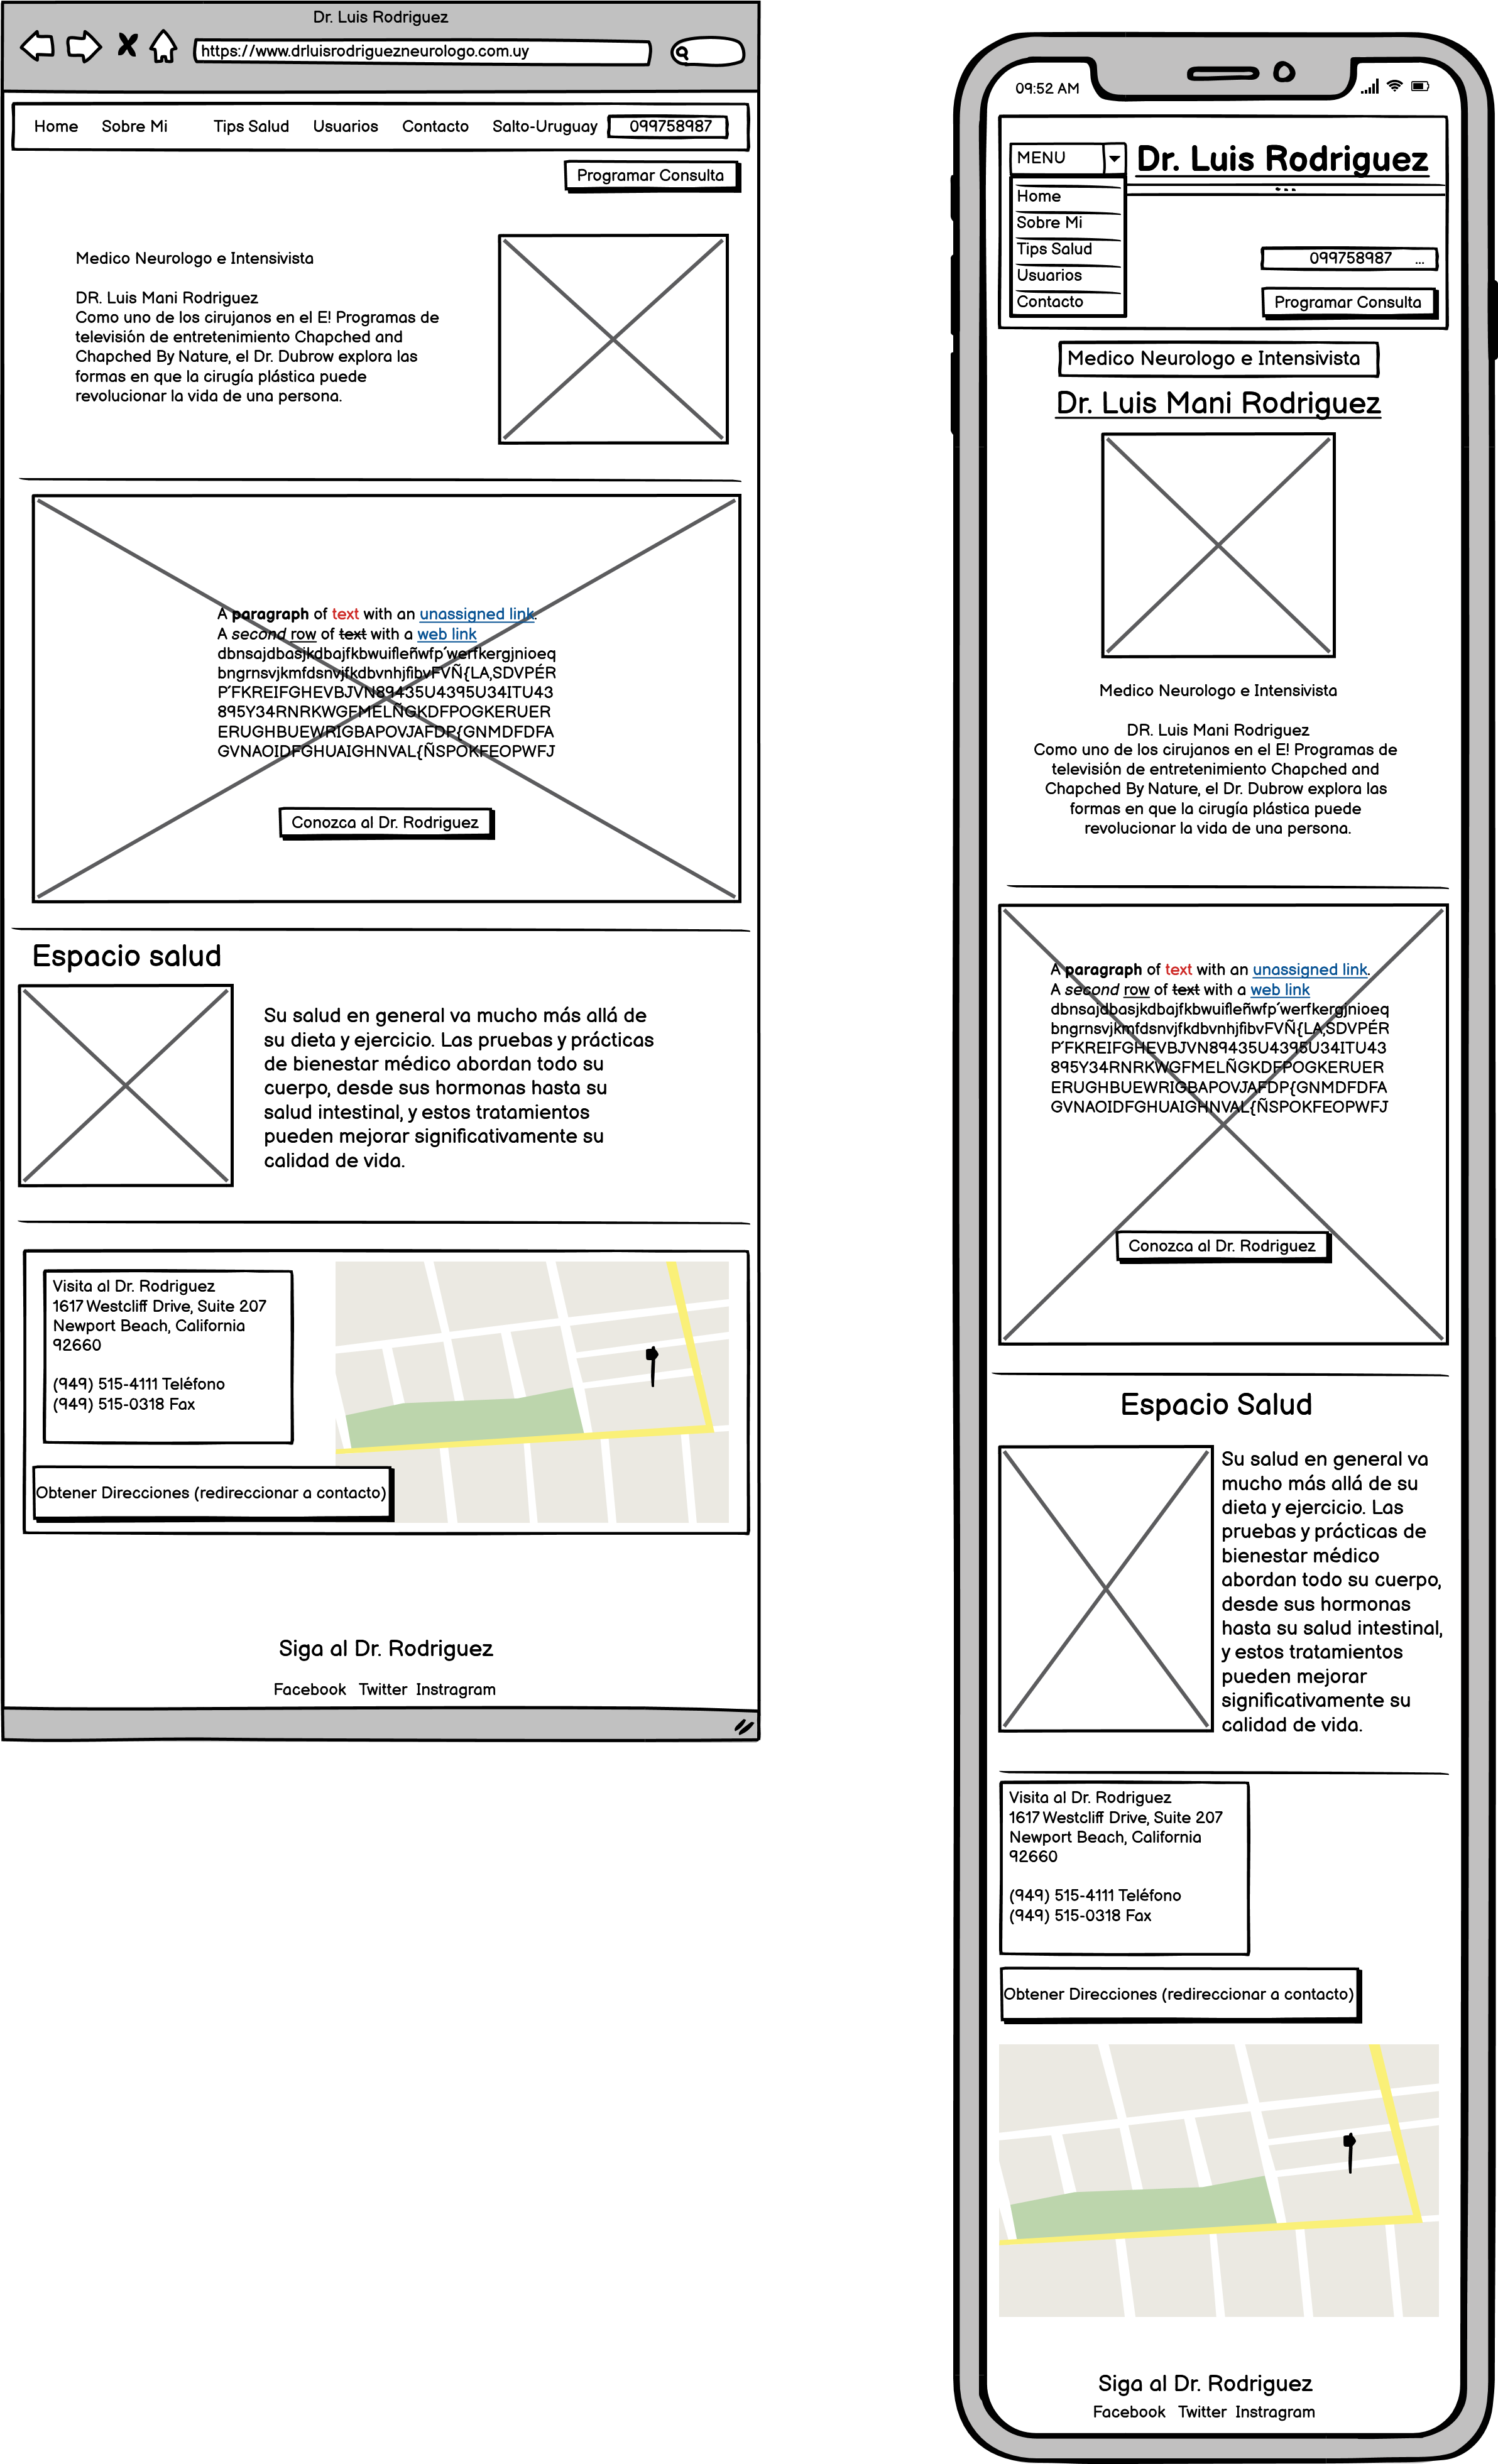 Dr. Luis Rodriguez
https://www.drluisrodriguezneurologo.com.uy
Home Sobre Mi Tips Salud Usuarios Contacto Salto-Uruguay 099758987
Programar Consulta
Medico Neurologo e Intensivista
DR. Luis Mani Rodriguez
Como uno de los cirujanos en el E! Programas de
televisión de entretenimiento Chapched and
Chapched By Nature, el Dr. Dubrow explora las
formas en que la cirugía plástica puede
revolucionar la vida de una persona.
A paragraph of text with an unassigned link.
A second row of text with a web link
dbnsajdbasjkdbajfkbwuifleñwfp´werfkergjnioeq
bngrnsvjkmfdsnvjfkdbvnhjfibvFVÑ{LA,SDVPÉR
P´FKREIFGHEVBJVN89435U4395U34ITU43
895Y34RNRKWGFMELÑGKDFPOGKERUER
ERUGHBUEWRIGBAPOVJAFDP{GNMDFDFA
GVNAOIDFGHUAIGHNVAL{ÑSPOKFEOPWFJ
Conozca al Dr. Rodriguez
Espacio salud
Su salud en general va mucho más allá de
su dieta y ejercicio. Las pruebas y prácticas
de bienestar médico abordan todo su
cuerpo, desde sus hormonas hasta su
salud intestinal, y estos tratamientos
pueden mejorar significativamente su
calidad de vida.
Visita al Dr. Rodriguez
1617 Westcliff Drive, Suite 207
Newport Beach, California
92660
(949) 515-4111 Teléfono
(949) 515-0318 Fax
Obtener Direcciones (redireccionar a contacto)
Siga al Dr. Rodriguez
Facebook Twitter Instragram
09:52 AM
MENU
Dr. Luis Rodriguez
Home
Sobre Mi
Tips Salud
Usuarios
Contacto
099758987 ...
Programar Consulta
Medico Neurologo e Intensivista
Dr. Luis Mani Rodriguez
Medico Neurologo e Intensivista
DR. Luis Mani Rodriguez
Como uno de los cirujanos en el E! Programas de
televisión de entretenimiento Chapched and
Chapched By Nature, el Dr. Dubrow explora las
formas en que la cirugía plástica puede
revolucionar la vida de una persona.
A paragraph of text with an unassigned link.
A second row of text with a web link
dbnsajdbasjkdbajfkbwuifleñwfp´werfkergjnioeq
bngrnsvjkmfdsnvjfkdbvnhjfibvFVÑ{LA,SDVPÉR
P´FKREIFGHEVBJVN89435U4395U34ITU43
895Y34RNRKWGFMELÑGKDFPOGKERUER
ERUGHBUEWRIGBAPOVJAFDP{GNMDFDFA
GVNAOIDFGHUAIGHNVAL{ÑSPOKFEOPWFJ
Conozca al Dr. Rodriguez
Espacio Salud
Su salud en general va
mucho más allá de su
dieta y ejercicio. Las
pruebas y prácticas de
bienestar médico
abordan todo su cuerpo,
desde sus hormonas
hasta su salud intestinal,
y estos tratamientos
pueden mejorar
significativamente su
calidad de vida.
Visita al Dr. Rodriguez
1617 Westcliff Drive, Suite 207
Newport Beach, California
92660
(949) 515-4111 Teléfono
(949) 515-0318 Fax
Obtener Direcciones (redireccionar a contacto)
Siga al Dr. Rodriguez
Facebook Twitter Instragram